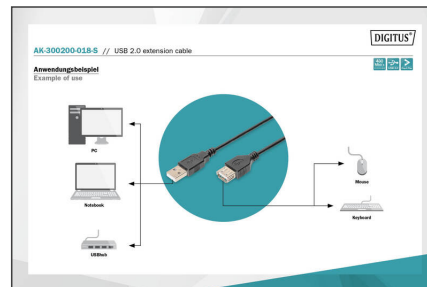 DIGITUS®
AK-300200-018-S // USB 2.0 extension cable
Anwendungsbeispiel
Example of use
PC
Notebook
USBhub
Mouse
Keyboard